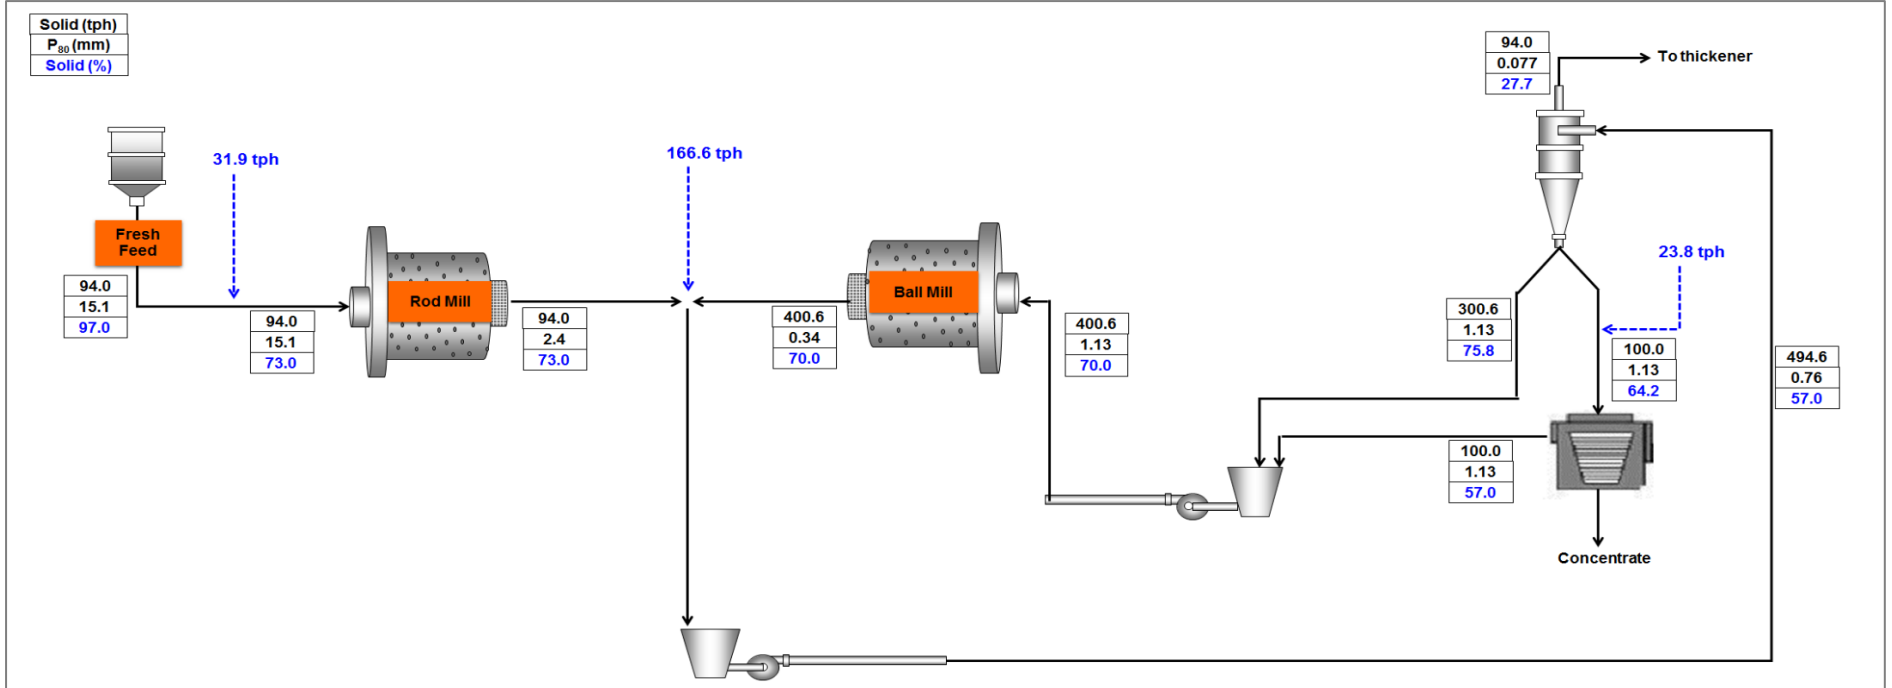 Solid (tph)
P80 (mm)
Solid (%)
Fresh
Feed
94.0
15.1
97.0
31.9 tph
94.0
15.1
73.0
Rod Mill
94.0
2.4
73.0
166.6 tph
400.6
0.34
70.0
Ball Mill
400.6
1.13
70.0
94.0
0.077
27.7
To thickener
300.6
1.13
75.8
23.8 tph
100.0
1.13
64.2
494.6
0.76
57.0
100.0
1.13
57.0
Concentrate